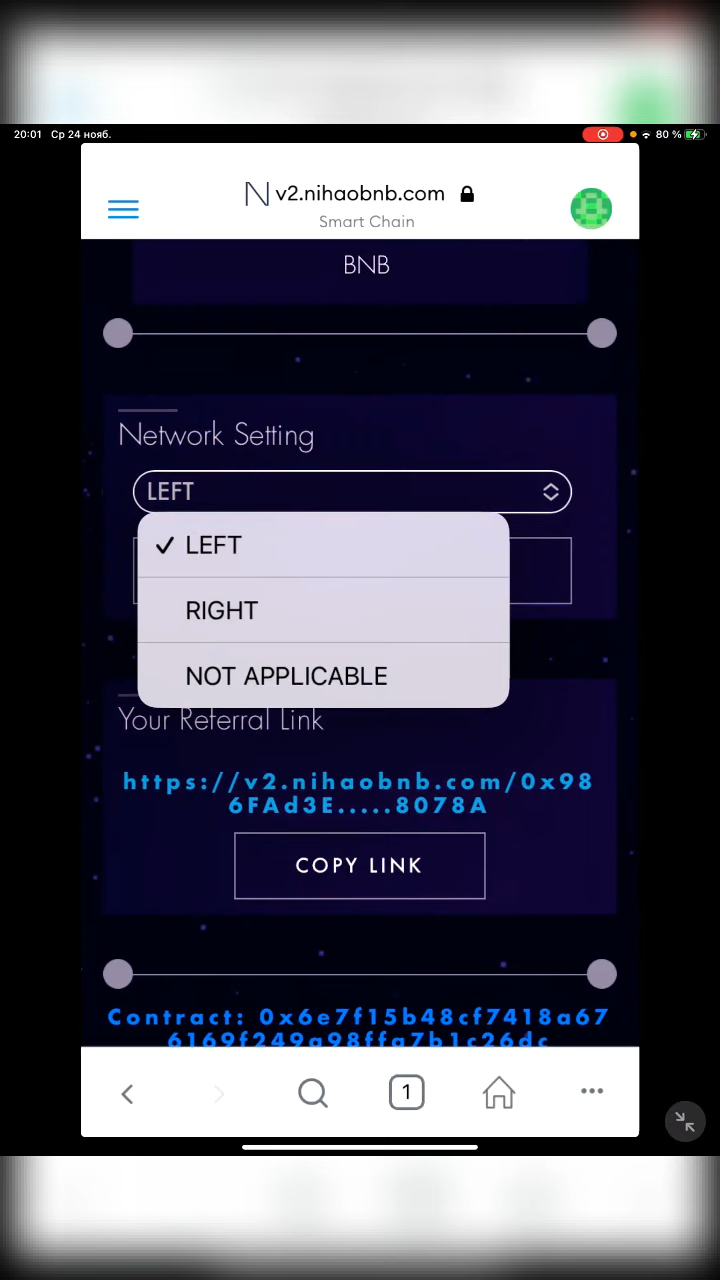 20:01 Ср 24 нояб.
80 %
N v2.nihaobnb.com
Smart Chain
BNB
Network Setting
LEFT
LEFT
RIGHT
NOT APPLICABLE
Your Referral Link
https://v2.nihaobnb.com/0x98
6FAd3E.....8078A
COPY LINK
Contract: 0x6e7f15b48cf7418a67
6169f249a98ffa7b1c26dc
1